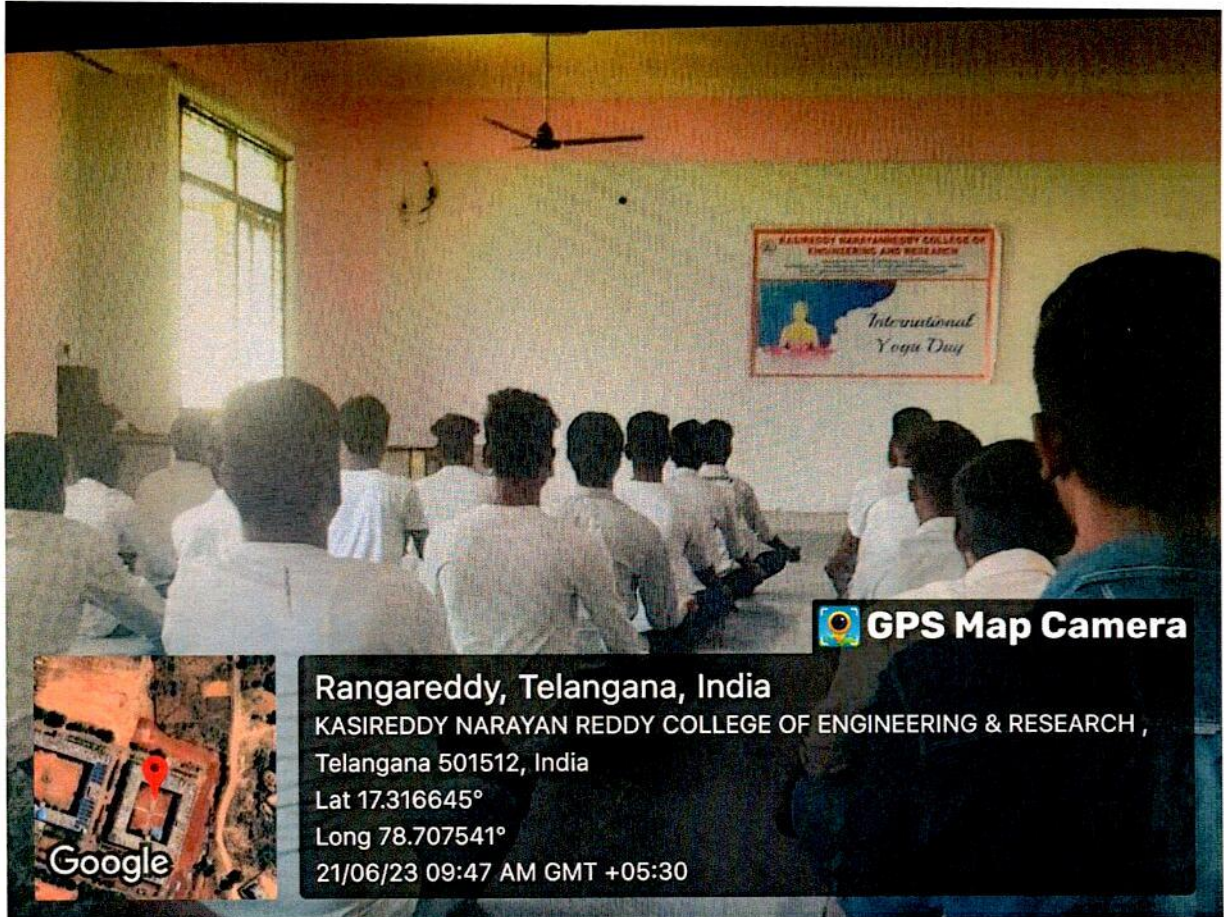 KASIREDDY NARAYANREDDY COLLEGE OF
ENGINEERING AND RESEARCH
International
Yoga Day
GPS Map Camera
Rangareddy, Telangana, India
KASIREDDY NARAYAN REDDY COLLEGE OF ENGINEERING & RESEARCH ,
Telangana 501512, India
Lat 17.316645°
Long 78.707541°
21/06/23 09:47 AM GMT +05:30
Google